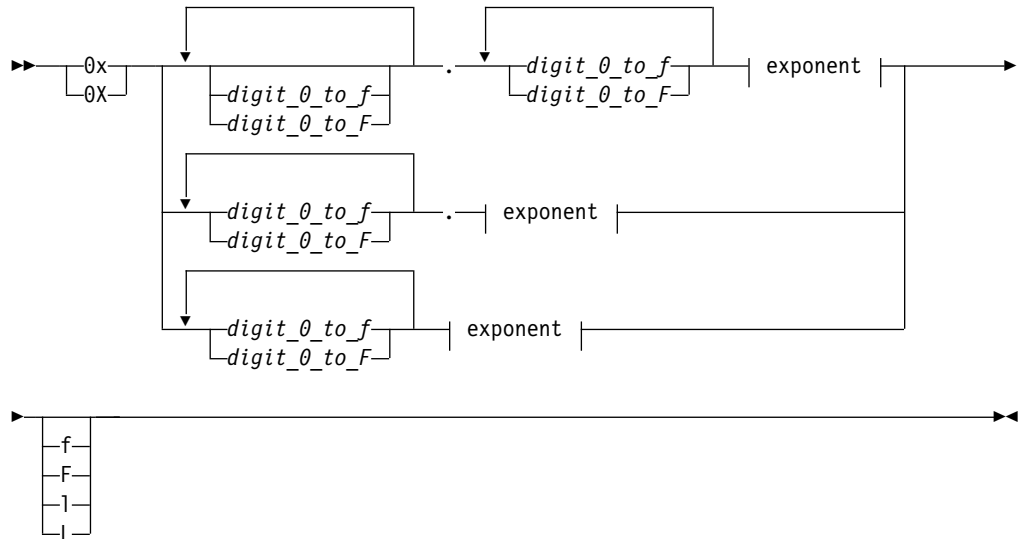 0x
0X
digit_0_to_f
digit_0_to_F
.
digit_0_to_f
digit_0_to_F
exponent
digit_0_to_f
digit_0_to_F
.
exponent
digit_0_to_f
digit_0_to_F
exponent
f
F
l
L